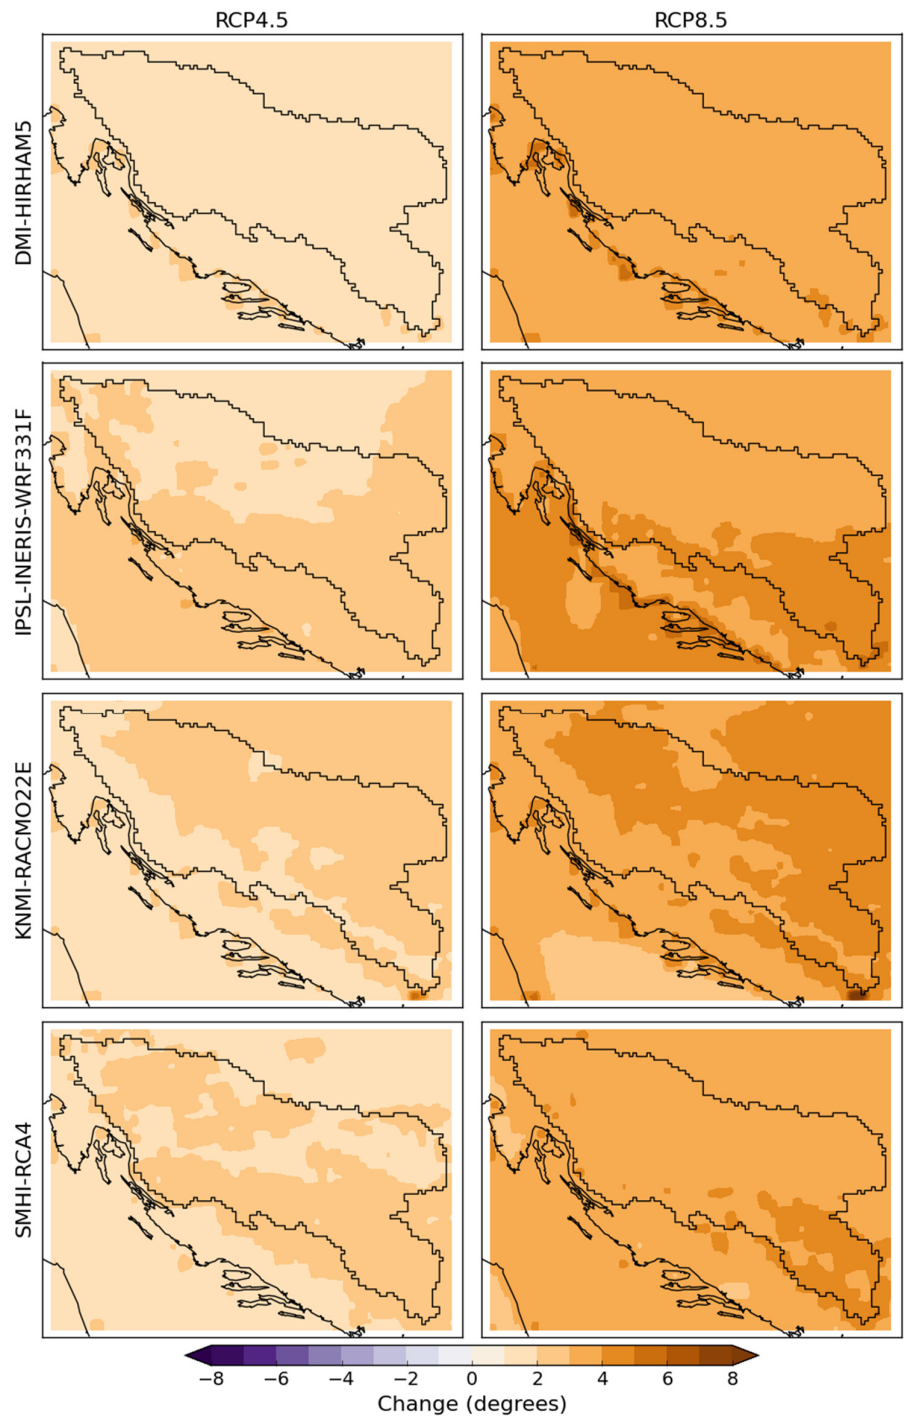 RCP4.5 RCP8.5
DMI-HIRHAM5
IPSL-INERIS-WRF331F
KNMI-RACMO22E
SMHI-RCA4
−8 −6 −4 −2 0 2 4 6 8
Change (degrees)